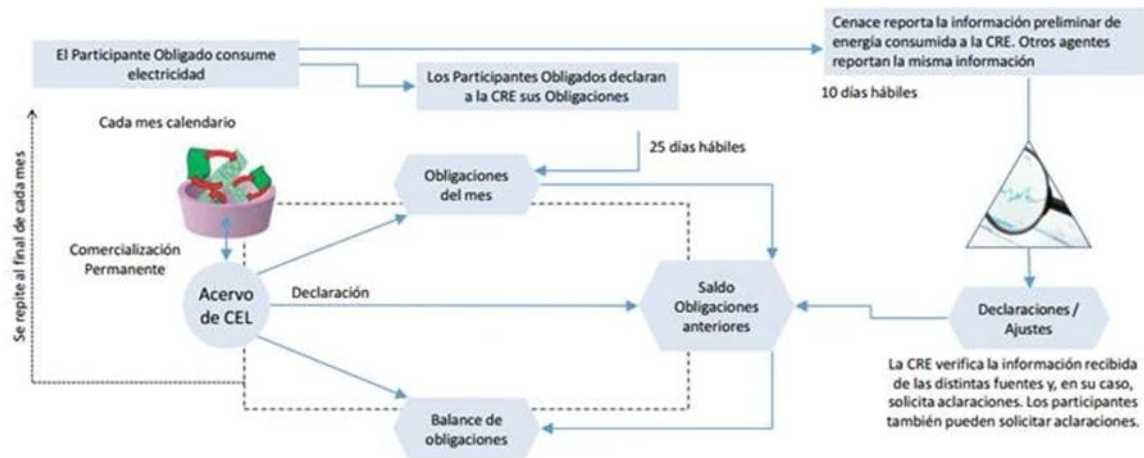 El Participante Obligado consume
electricidad
Los Participantes Obligados declaran
a la CRE sus Obligaciones
Cenace reporta la información preliminar de
energía consumida a la CRE. Otros agentes
reportan la misma información
10 días hábiles
Cada mes calendario
25 días hábiles
Obligaciones
del mes
Se repite al final de cada mes
Comercialización
Permanente
Acervo
de CEL
Declaración
Saldo
Obligaciones
anteriores
Declaraciones /
Ajustes
La CRE verifica la información recibida
de las distintas fuentes y, en su caso,
solicita aclaraciones. Los participantes
también pueden solicitar aclaraciones.
Balance de
obligaciones